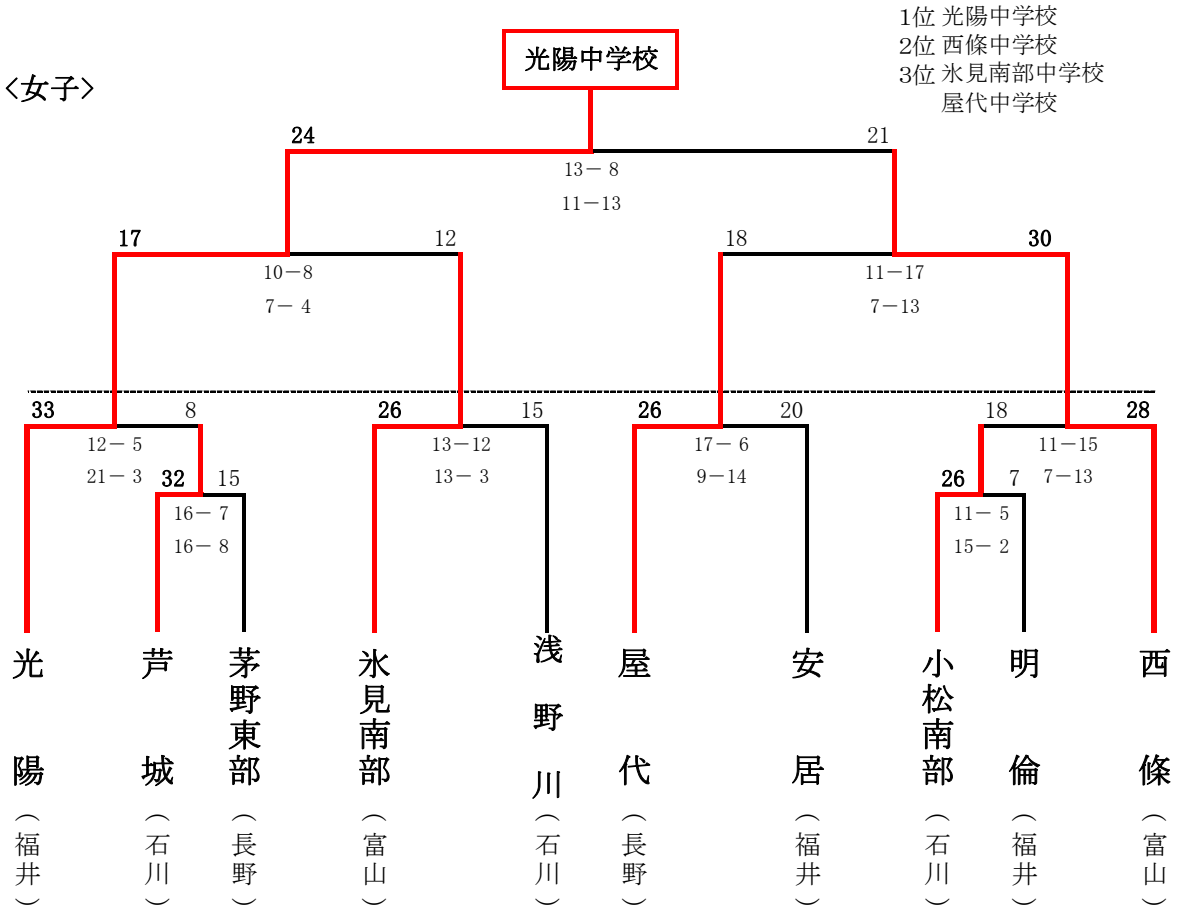 1位 光陽中学校
2位 西條中学校
3位 氷見南部中学校
屋代中学校
光陽中学校
<女子>
24
21
13－8
11－13
17
12
18
30
10－8
7－4
11－17
7－13
33
8
26
15
26
20
18
28
12－5
21－3
13－12
13－3
17－6
9－14
11－15
7－13
32
15
26
7
16－7
16－8
11－5
15－2
光陽（福井）
芦城（石川）
茅野東部（長野）
氷見南部（富山）
浅野川（石川）
屋代（長野）
安居（福井）
小松南部（石川）
明倫（福井）
西條（富山）